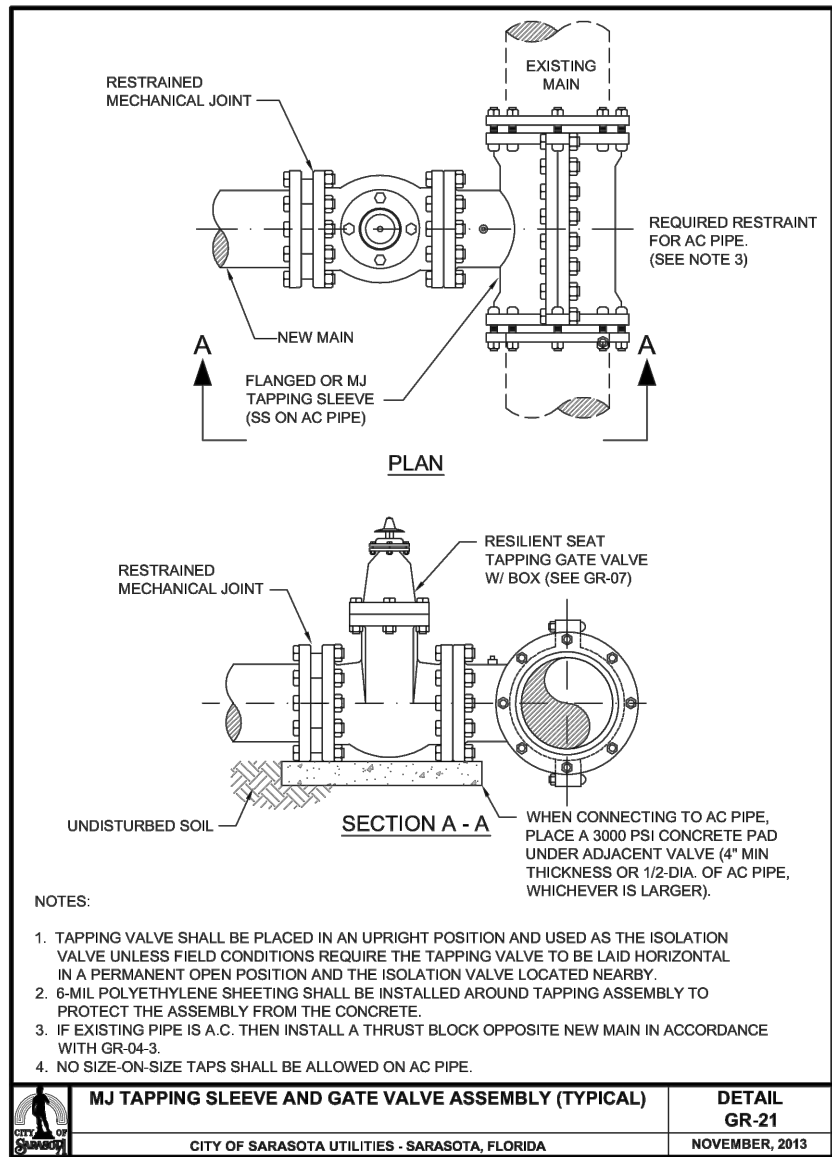 EXISTING
MAIN
RESTRAINED
MECHANICAL JOINT
REQUIRED RESTRAINT
FOR AC PIPE.
(SEE NOTE 3)
NEW MAIN
A
A
FLANGED OR MJ
TAPPING SLEEVE
(SS ON AC PIPE)
PLAN
RESILIENT SEAT
TAPPING GATE VALVE
W/ BOX (SEE GR-07)
RESTRAINED
MECHANICAL JOINT
UNDISTURBED SOIL
SECTION A - A
WHEN CONNECTING TO AC PIPE,
PLACE A 3000 PSI CONCRETE PAD
UNDER ADJACENT VALVE (4" MIN
THICKNESS OR 1/2-DIA. OF AC PIPE,
WHICHEVER IS LARGER).
NOTES:
1. TAPPING VALVE SHALL BE PLACED IN AN UPRIGHT POSITION AND USED AS THE ISOLATION
VALVE UNLESS FIELD CONDITIONS REQUIRE THE TAPPING VALVE TO BE LAID HORIZONTAL
IN A PERMANENT OPEN POSITION AND THE ISOLATION VALVE LOCATED NEARBY.
2. 6-MIL POLYETHYLENE SHEETING SHALL BE INSTALLED AROUND TAPPING ASSEMBLY TO
PROTECT THE ASSEMBLY FROM THE CONCRETE.
3. IF EXISTING PIPE IS A.C. THEN INSTALL A THRUST BLOCK OPPOSITE NEW MAIN IN ACCORDANCE
WITH GR-04-3.
4. NO SIZE-ON-SIZE TAPS SHALL BE ALLOWED ON AC PIPE.
CITY OF
SARASOTA
MJ TAPPING SLEEVE AND GATE VALVE ASSEMBLY (TYPICAL)
DETAIL
GR-21
CITY OF SARASOTA UTILITIES - SARASOTA, FLORIDA
NOVEMBER, 2013